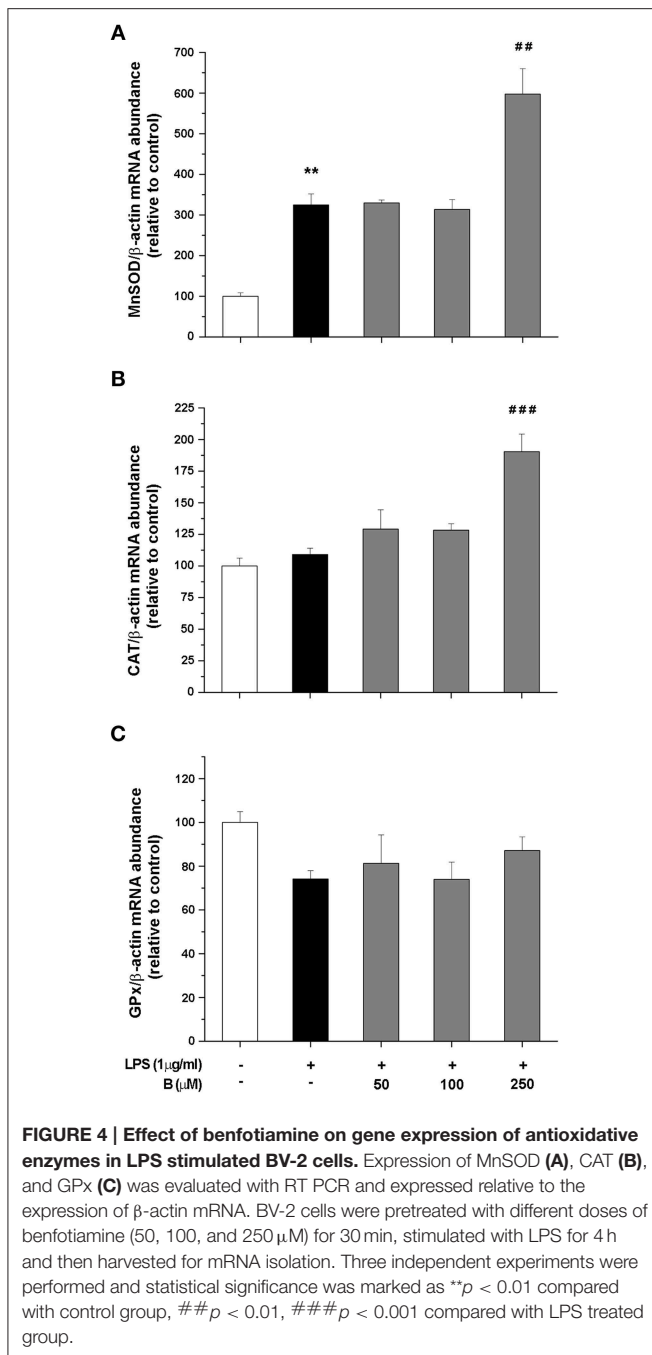 A
MnSOD/β-actin mRNA abundance
(relative to control)
700
600
500
400
300
200
100
0
**
##
B
CAT/β-actin mRNA abundance
(relative to control)
225
200
175
150
125
100
75
50
25
0
###
C
GPx/β-actin mRNA abundance
(relative to control)
120
100
80
60
40
20
0
LPS (1μg/ml) - + + + +
B (μM) - - 50 100 250
FIGURE 4 | Effect of benfotiamine on gene expression of antioxidative
enzymes in LPS stimulated BV-2 cells. Expression of MnSOD (A), CAT (B),
and GPx (C) was evaluated with RT PCR and expressed relative to the
expression of β-actin mRNA. BV-2 cells were pretreated with different doses of
benfotiamine (50, 100, and 250 μM) for 30 min, stimulated with LPS for 4 h
and then harvested for mRNA isolation. Three independent experiments were
performed and statistical significance was marked as **p < 0.01 compared
with control group, ##p < 0.01, ###p < 0.001 compared with LPS treated
group.